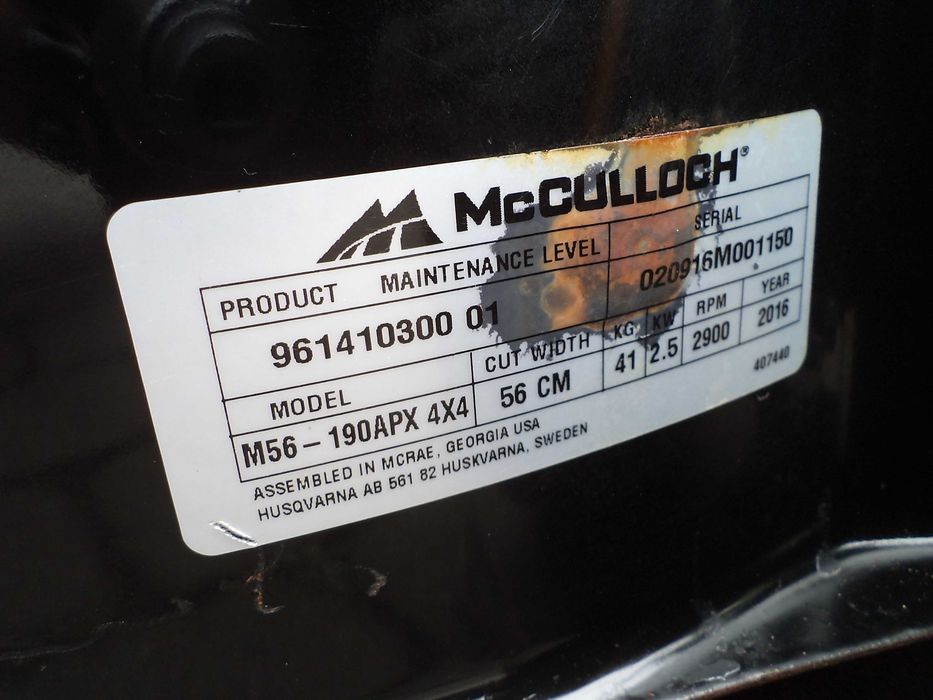 McCULLOCH®
PRODUCT MAINTENANCE LEVEL SERIAL
961410300 01 020916M001150
MODEL CUT WIDTH KG KW RPM YEAR
M56-190APX 4X4 56 CM 41 2.5 2900 2016
ASSEMBLED IN MCRAE, GEORGIA USA
HUSQVARNA AB 561 82 HUSKVARNA, SWEDEN
407440